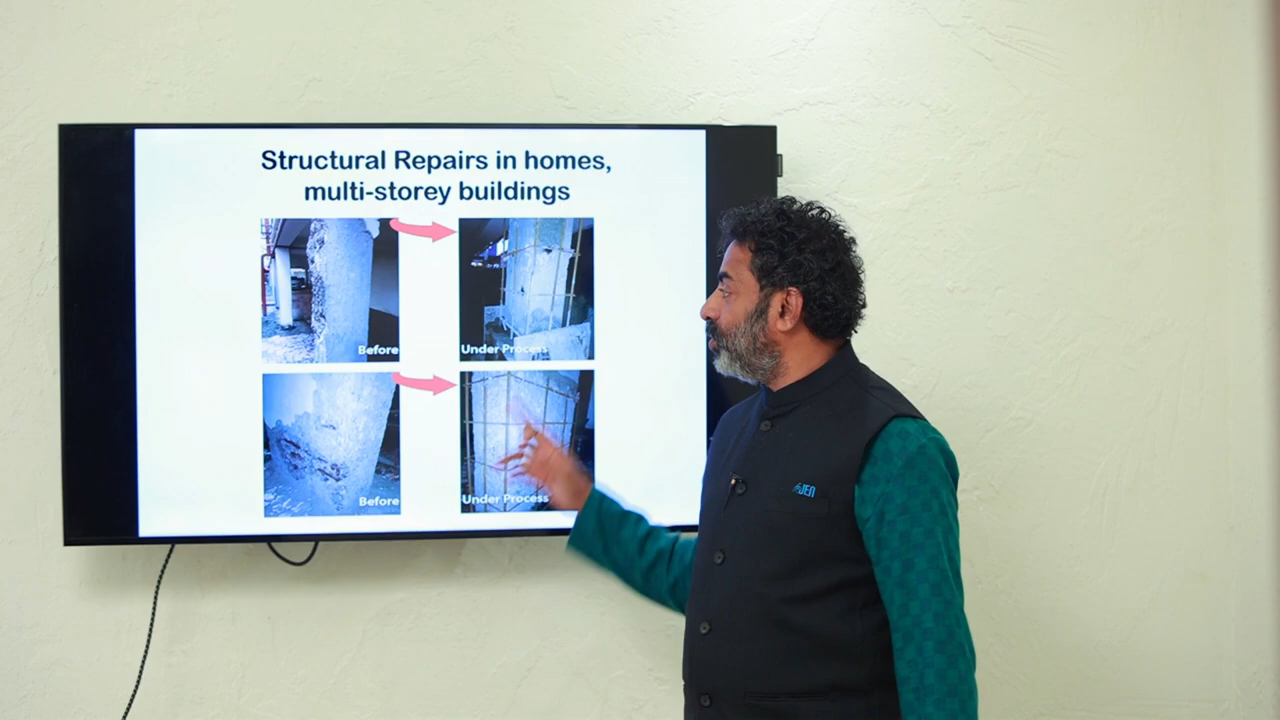 Structural Repairs in homes,
multi-storey buildings
Before
Under Process
Before
Under Process
JEN